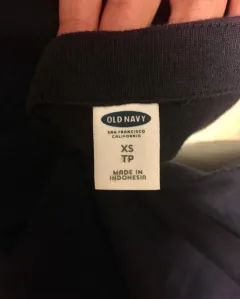 OLD NAVY
SAN FRANCISCO
CALIFORNIA
XS
TP
MADE IN
INDONESIA